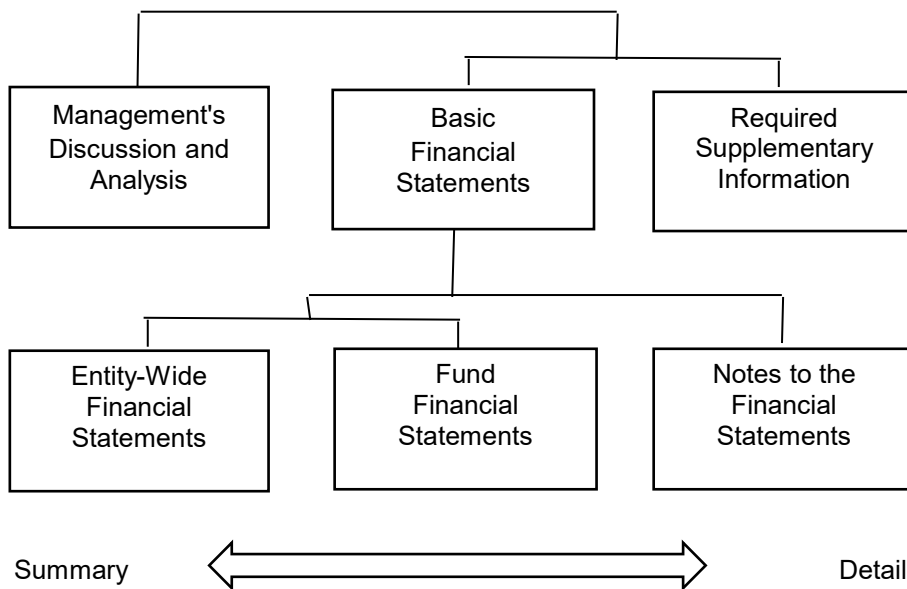 Management's
Discussion and
Analysis
Basic
Financial
Statements
Required
Supplementary
Information
Entity-Wide
Financial
Statements
Fund
Financial
Statements
Notes to the
Financial
Statements
Summary
Detail